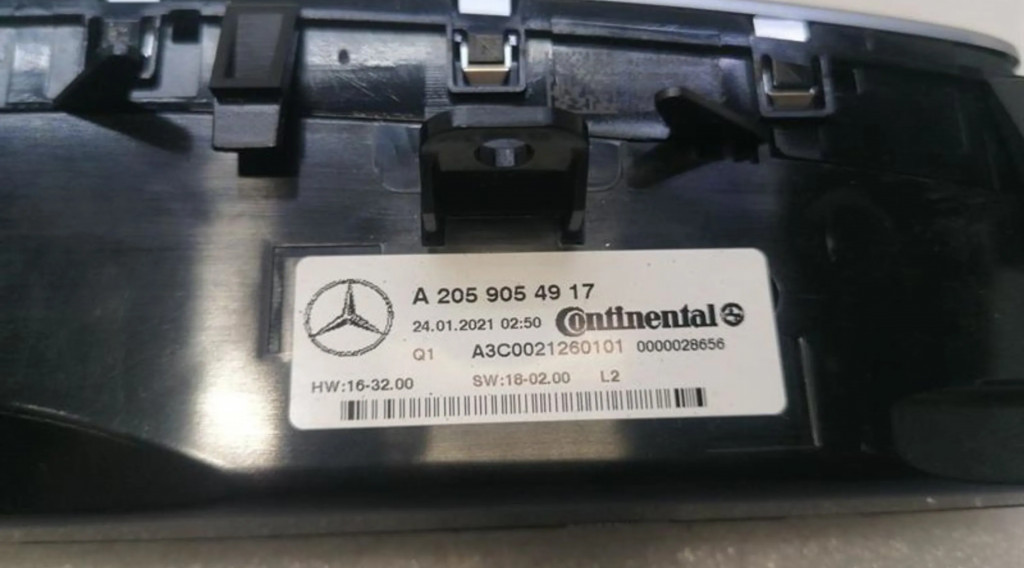 A 205 905 49 17
24.01.2021 02:50 Continental
Q1 A3C0021260101 0000028656
HW:16-32.00 SW:18-02.00 L2